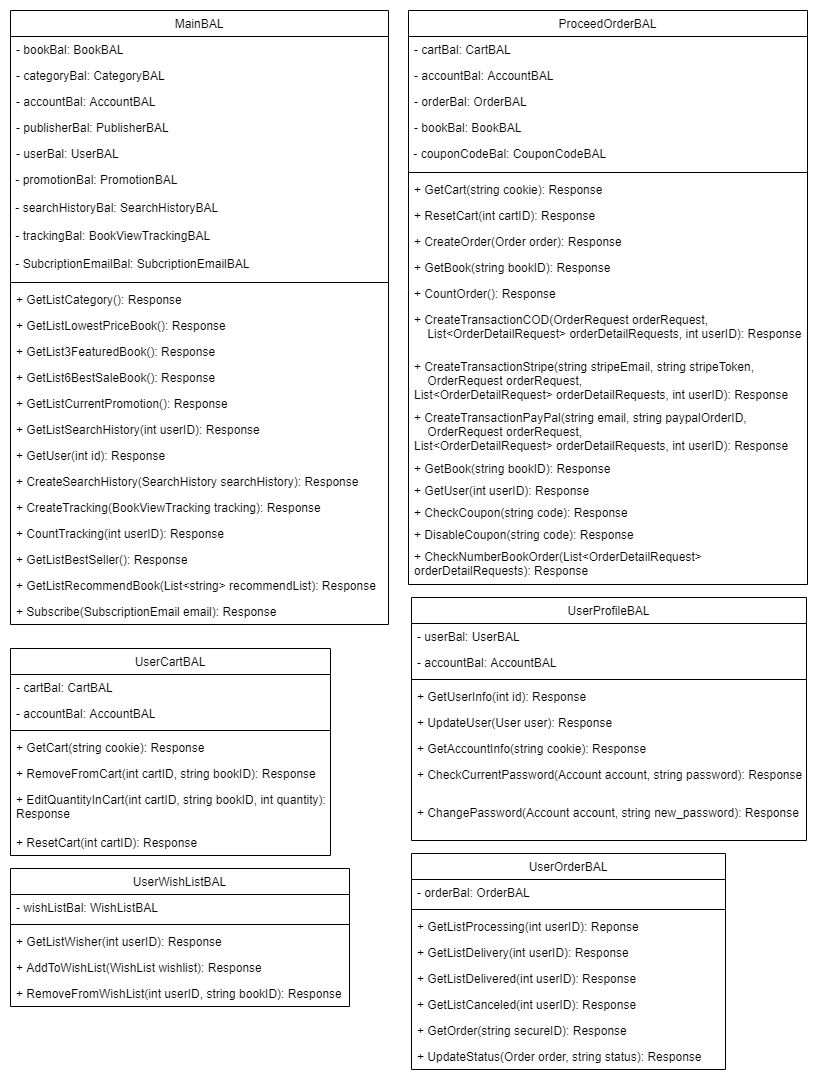 MainBAL
- bookBal: BookBAL
- categoryBal: CategoryBAL
- accountBal: AccountBAL
- publisherBal: PublisherBAL
- userBal: UserBAL
- promotionBal: PromotionBAL
- searchHistoryBal: SearchHistoryBAL
- trackingBal: BookViewTrackingBAL
- SubcriptionEmailBal: SubcriptionEmailBAL
+ GetListCategory(): Response
+ GetListLowestPriceBook(): Response
+ GetList3FeaturedBook(): Response
+ GetList6BestSaleBook(): Response
+ GetListCurrentPromotion(): Response
+ GetListSearchHistory(int userID): Response
+ GetUser(int id): Response
+ CreateSearchHistory(SearchHistory searchHistory): Response
+ CreateTracking(BookViewTracking tracking): Response
+ CountTracking(int userID): Response
+ GetListBestSeller(): Response
+ GetListRecommendBook(List<string> recommendList): Response
+ Subscribe(SubscriptionEmail email): Response
ProceedOrderBAL
- cartBal: CartBAL
- accountBal: AccountBAL
- orderBal: OrderBAL
- bookBal: BookBAL
- couponCodeBal: CouponCodeBAL
+ GetCart(string cookie): Response
+ ResetCart(int cartID): Response
+ CreateOrder(Order order): Response
+ GetBook(string bookID): Response
+ CountOrder(): Response
+ CreateTransactionCOD(OrderRequest orderRequest,
List<OrderDetailRequest> orderDetailRequests, int userID): Response
+ CreateTransactionStripe(string stripeEmail, string stripeToken,
OrderRequest orderRequest,
List<OrderDetailRequest> orderDetailRequests, int userID): Response
+ CreateTransactionPayPal(string email, string paypalOrderID,
OrderRequest orderRequest,
List<OrderDetailRequest> orderDetailRequests, int userID): Response
+ GetBook(string bookID): Response
+ GetUser(int userID): Response
+ CheckCoupon(string code): Response
+ DisableCoupon(string code): Response
+ CheckNumberBookOrder(List<OrderDetailRequest>
orderDetailRequests): Response
UserCartBAL
- cartBal: CartBAL
- accountBal: AccountBAL
+ GetCart(string cookie): Response
+ RemoveFromCart(int cartID, string bookID): Response
+ EditQuantityInCart(int cartID, string bookID, int quantity):
Response
+ ResetCart(int cartID): Response
UserProfileBAL
- userBal: UserBAL
- accountBal: AccountBAL
+ GetUserInfo(int id): Response
+ UpdateUser(User user): Response
+ GetAccountInfo(string cookie): Response
+ CheckCurrentPassword(Account account, string password): Response
+ ChangePassword(Account account, string new_password): Response
UserWishListBAL
- wishListBal: WishListBAL
+ GetListWisher(int userID): Response
+ AddToWishList(WishList wishlist): Response
+ RemoveFromWishList(int userID, string bookID): Response
UserOrderBAL
- orderBal: OrderBAL
+ GetListProcessing(int userID): Reponse
+ GetListDelivery(int userID): Response
+ GetListDelivered(int userID): Response
+ GetListCanceled(int userID): Response
+ GetOrder(string secureID): Response
+ UpdateStatus(Order order, string status): Response